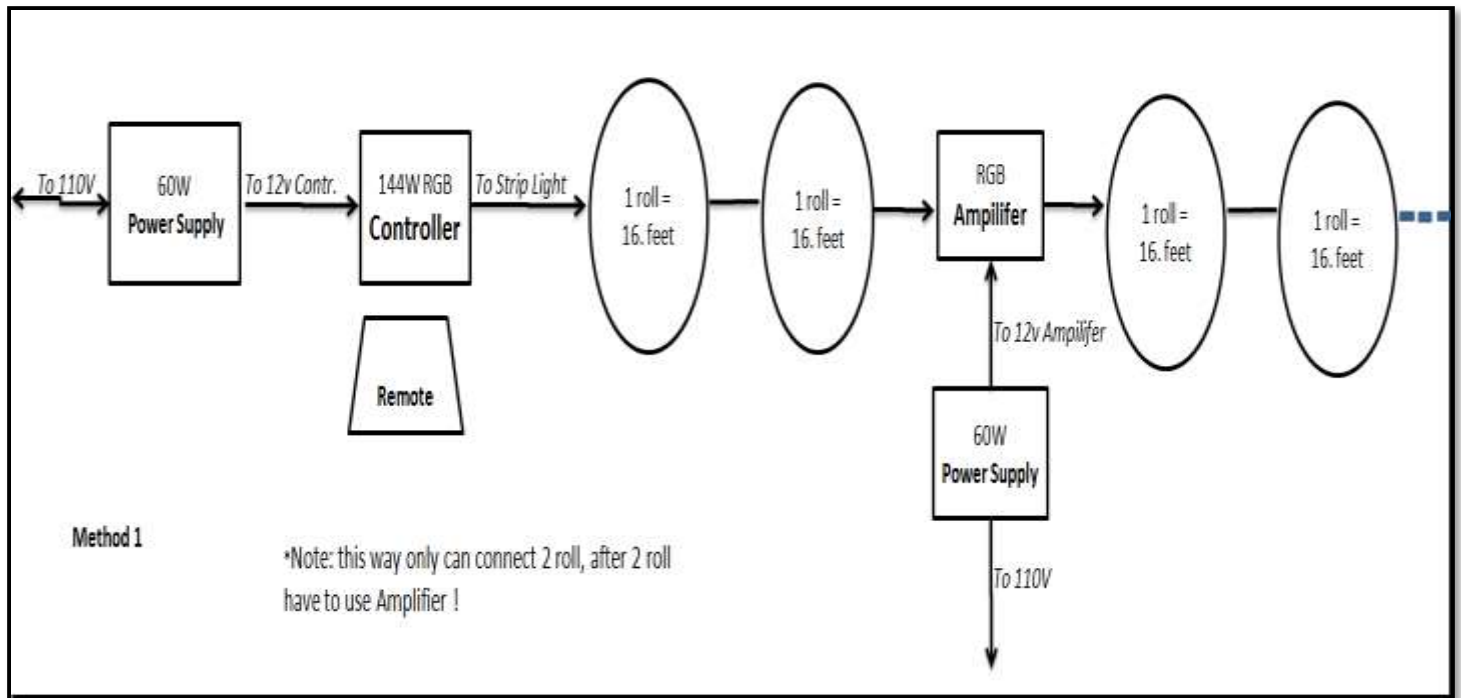 To 110V
60W
Power Supply
To 12v Contr.
144W RGB
Controller
To Strip Light
1 roll =
16. feet
1 roll =
16. feet
RGB
Ampilifer
1 roll =
16. feet
1 roll =
16. feet
Remote
To 12v Ampilifer
60W
Power Supply
To 110V
Method 1
*Note: this way only can connect 2 roll, after 2 roll
have to use Amplifier !